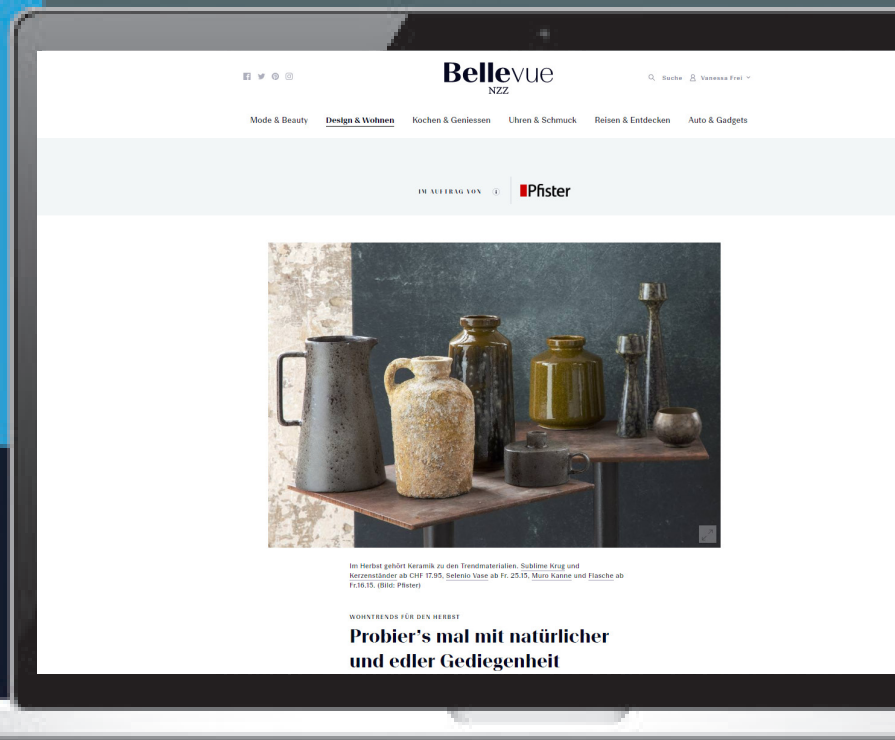 Bellevue
NZZ
Suche Vanessa Frei
Mode & Beauty Design & Wohnen Kochen & Geniessen Uhren & Schmuck Reisen & Entdecken Auto & Gadgets
IM AUFTRAG VON i Pfister
Im Herbst gehört Keramik zu den Trendmaterialien. Sublime Krug und
Kerzenständer ab CHF 17.95, Selenio Vase ab Fr. 25.15, Muro Kanne und Flasche ab
Fr.16.15. (Bild: Pfister)
WOHNTRENDS FÜR DEN HERBST
Probier's mal mit natürlicher
und edler Gediegenheit